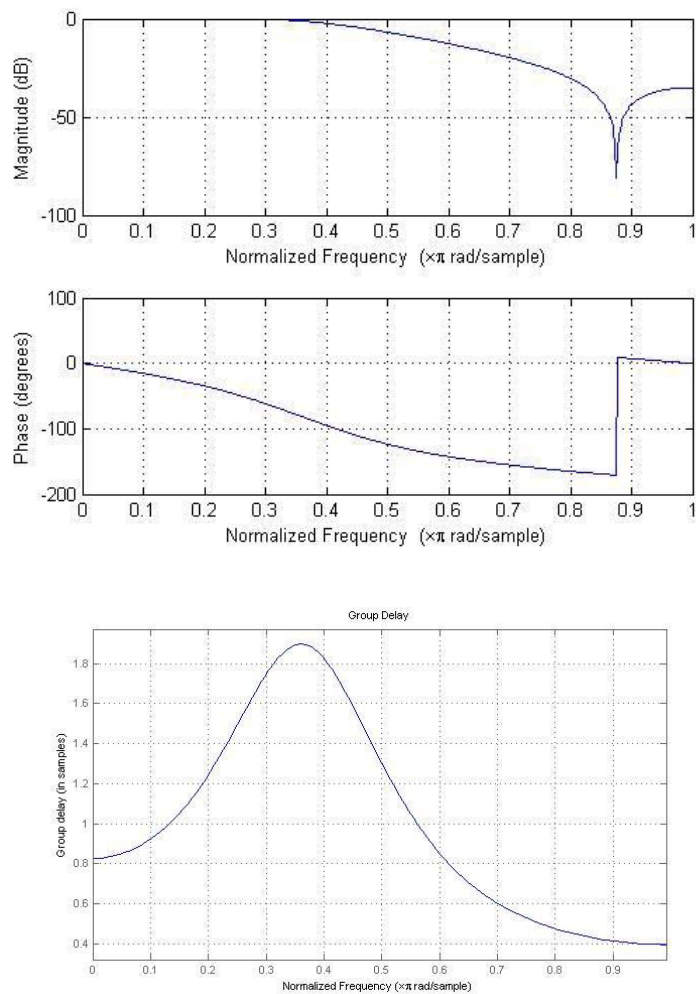 0
-50
-100
Magnitude (dB)
0 0.1 0.2 0.3 0.4 0.5 0.6 0.7 0.8 0.9 1
Normalized Frequency (×π rad/sample)
100
0
-100
-200
Phase (degrees)
0 0.1 0.2 0.3 0.4 0.5 0.6 0.7 0.8 0.9 1
Normalized Frequency (×π rad/sample)
Group Delay
1.8
1.6
1.4
1.2
1
0.8
0.6
0.4
Group delay (in samples)
0 0.1 0.2 0.3 0.4 0.5 0.6 0.7 0.8 0.9
Normalized Frequency (×π rad/sample)